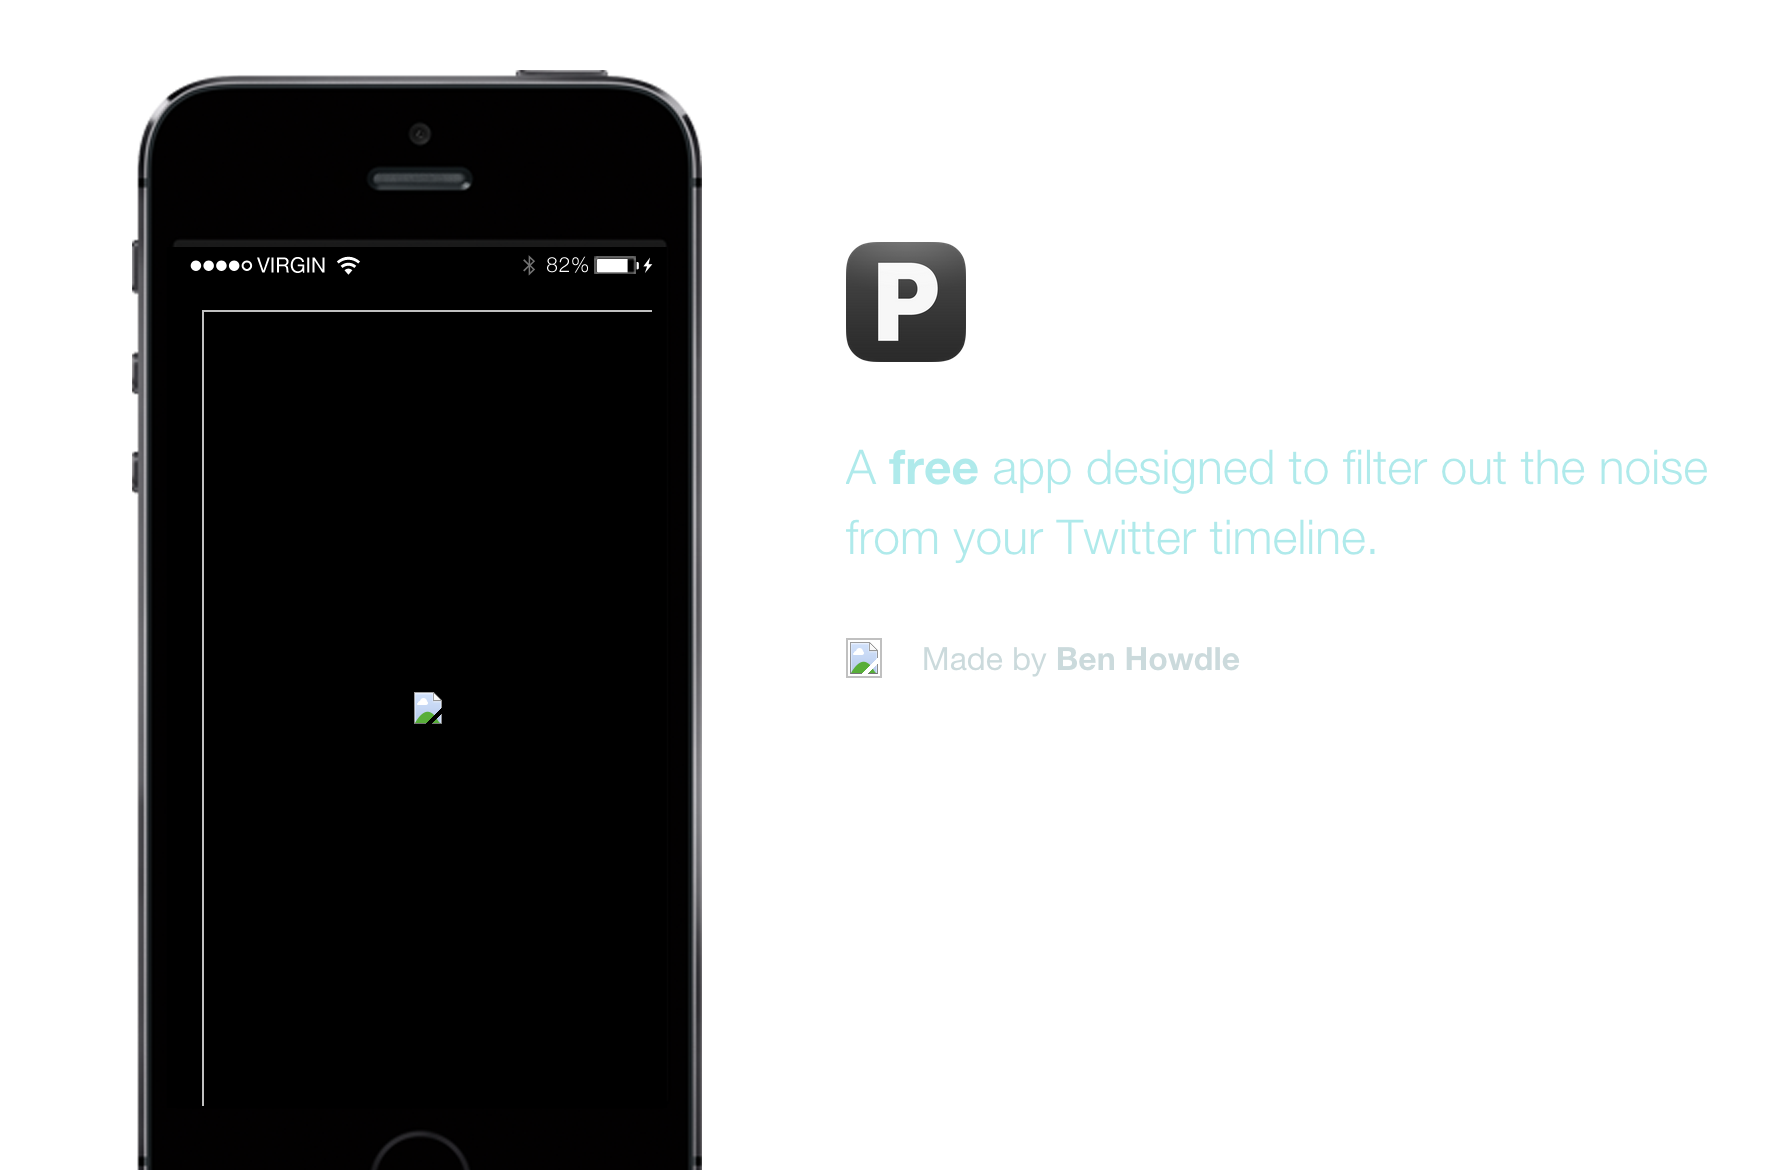 VIRGIN 82%
P
A free app designed to filter out the noise
from your Twitter timeline.
Made by Ben Howdle